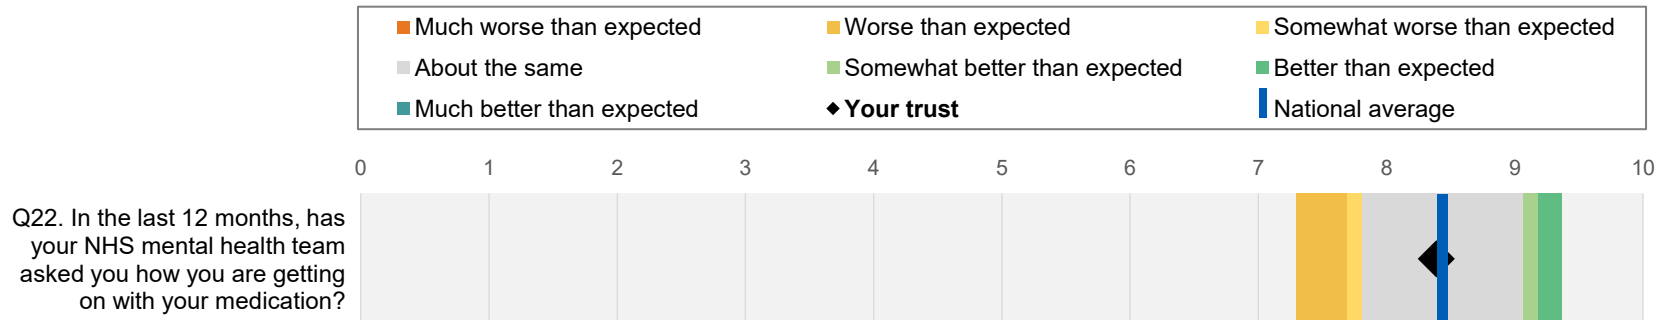 Much worse than expected
Worse than expected
Somewhat worse than expected
About the same
Somewhat better than expected
Better than expected
Much better than expected
Your trust
National average
0 1 2 3 4 5 6 7 8 9 10
Q22. In the last 12 months, has
your NHS mental health team
asked you how you are getting
on with your medication?